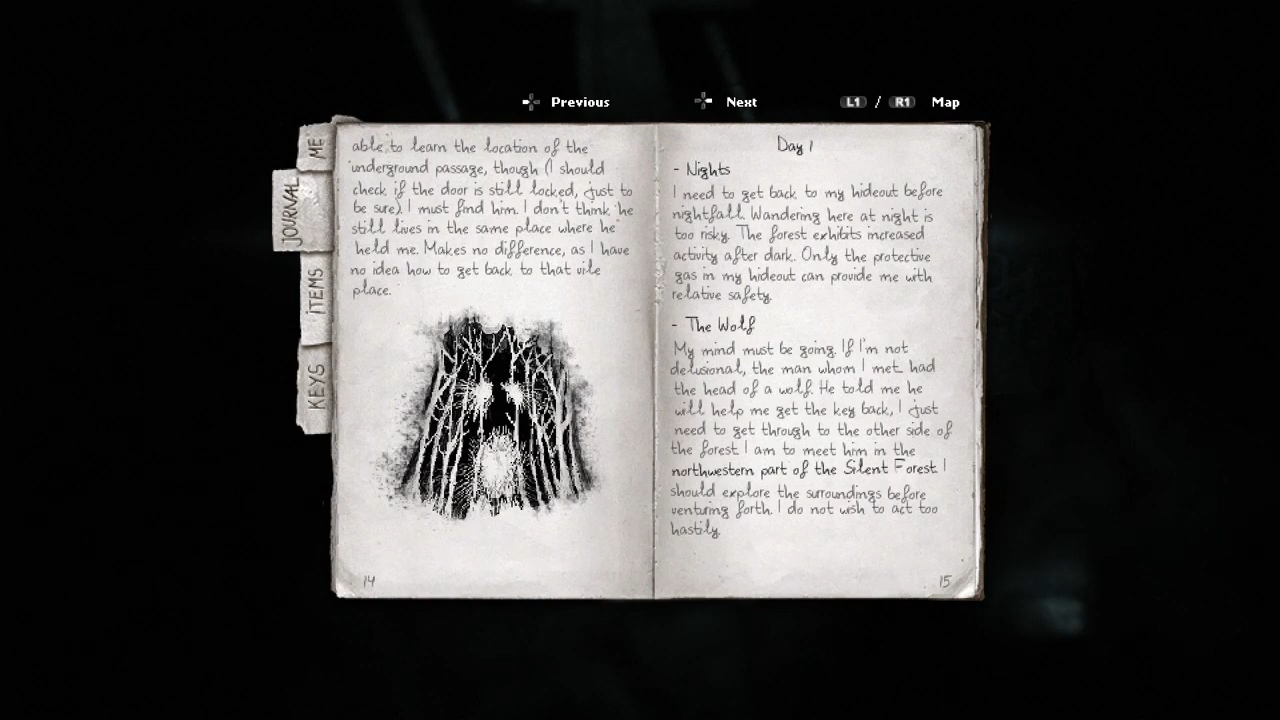 Previous
Next
L1 / R1 Map
ME
JOURNAL
ITEMS
KEYS
able to learn the location of the
underground passage, though (I should
check if the door is still locked, just to
be sure). I must find him. I don't think he
still lives in the same place where he
held me. Makes no difference, as I have
no idea how to get back to that vile
place.
14
Day 1
- Nights
I need to get back to my hideout before
nightfall. Wandering here at night is
too risky. The forest exhibits increased
activity after dark. Only the protective
gas in my hideout can provide me with
relative safety.
- The Wolf
My mind must be going. If I'm not
delusional, the man whom I met had
the head of a wolf. He told me he
will help me get the key back, I just
need to get through to the other side of
the forest. I am to meet him in the
northwestern part of the Silent Forest. I
should explore the surroundings before
venturing forth. I do not wish to act too
hastily.
15